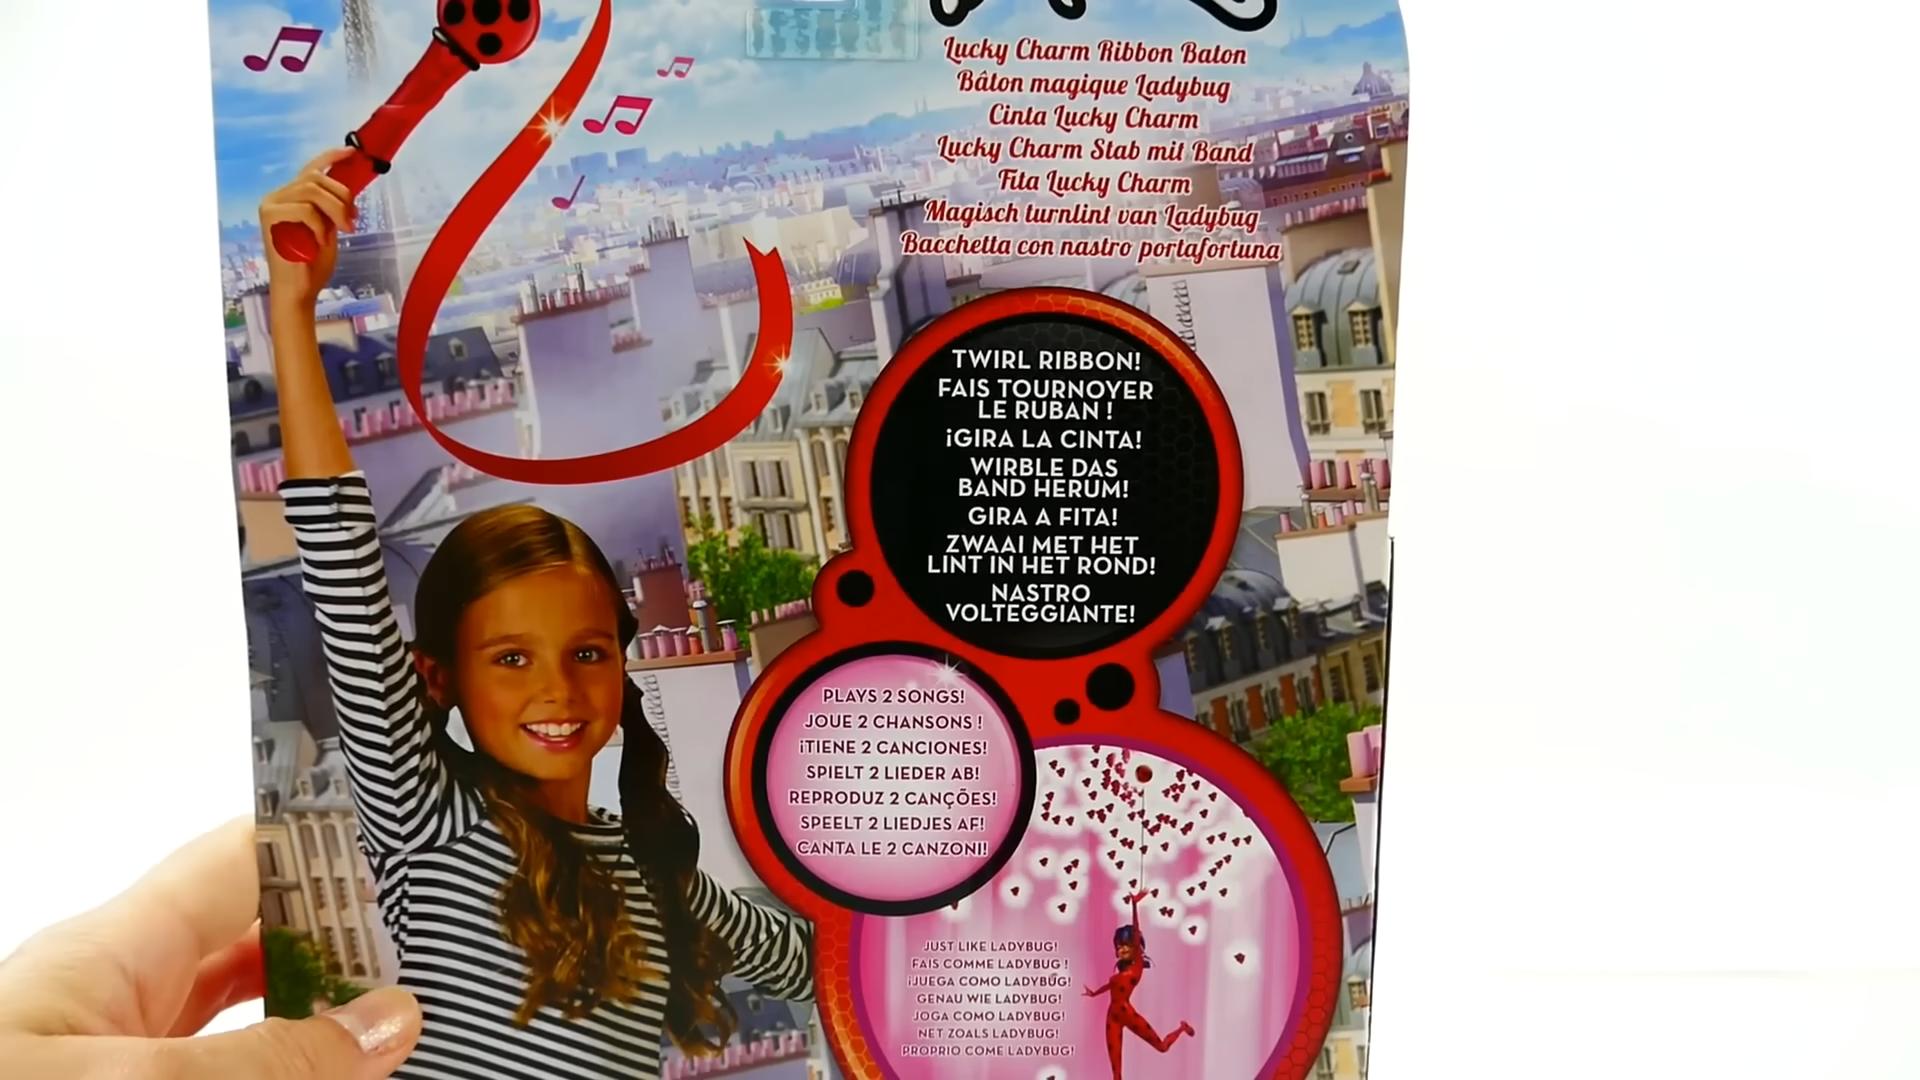 Lucky Charm Ribbon Baton
Bâton magique Ladybug
Cinta Lucky Charm
Lucky Charm Stab mit Band
Fita Lucky Charm
Magisch turnlint van Ladybug
Bacchetta con nastro portafortuna
TWIRL RIBBON!
FAIS TOURNOYER
LE RUBAN !
¡GIRA LA CINTA!
WIRBLE DAS
BAND HERUM!
GIRA A FITA!
ZWAAI MET HET
LINT IN HET ROND!
NASTRO
VOLTEGGIANTE!
PLAYS 2 SONGS!
JOUE 2 CHANSONS !
¡TIENE 2 CANCIONES!
SPIELT 2 LIEDER AB!
REPRODUZ 2 CANÇÕES!
SPEELT 2 LIEDJES AF!
CANTA LE 2 CANZONI!
JUST LIKE LADYBUG!
FAIS COMME LADYBUG !
¡JUEGA COMO LADYBUG!
GENAU WIE LADYBUG!
JOGA COMO LADYBUG!
NET ZOALS LADYBUG!
PROPRIO COME LADYBUG!